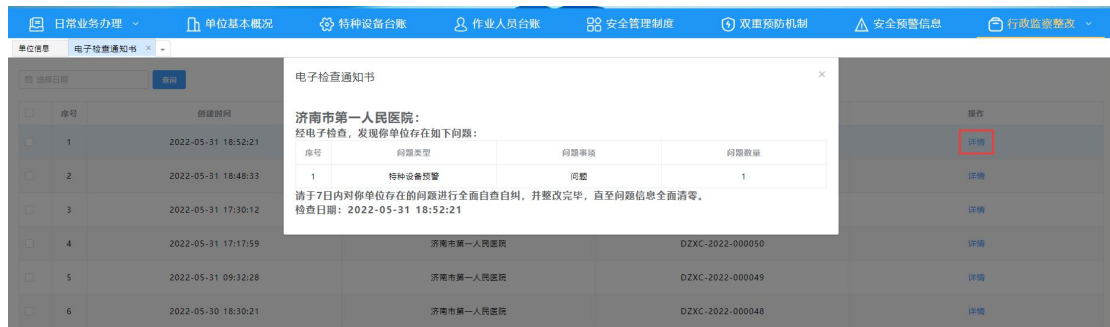 日常业务办理 单位基本概况 特种设备台账 作业人员台账 安全管理制度 双重预防机制 安全预警信息 行政监察整改
单位信息 电子检查通知书 ×
选择日期 查询
电子检查通知书 ×
济南市第一人民医院：
经电子检查，发现你单位存在如下问题：
序号 问题类型 问题事项 问题数量
1 特种设备预警 问题 1
请于7日内对你单位存在的问题进行全面自查自纠，并整改完毕，直至问题信息全面清零。
检查日期：2022-05-31 18:52:21
序号 创建时间 操作
1 2022-05-31 18:52:21 详情
2 2022-05-31 18:48:33 详情
3 2022-05-31 17:30:12 详情
4 2022-05-31 17:17:59 济南市第一人民医院 DZXC-2022-000050 详情
5 2022-05-31 09:32:28 济南市第一人民医院 DZXC-2022-000049 详情
6 2022-05-30 18:30:21 济南市第一人民医院 DZXC-2022-000048 详情